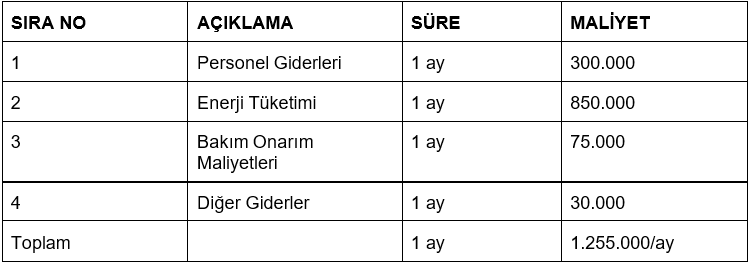 SIRA NO AÇIKLAMA SÜRE MALİYET
1 Personel Giderleri 1 ay 300.000
2 Enerji Tüketimi 1 ay 850.000
3 Bakım Onarım 1 ay 75.000
Maliyetleri
4 Diğer Giderler 1 ay 30.000
Toplam 1 ay 1.255.000/ay